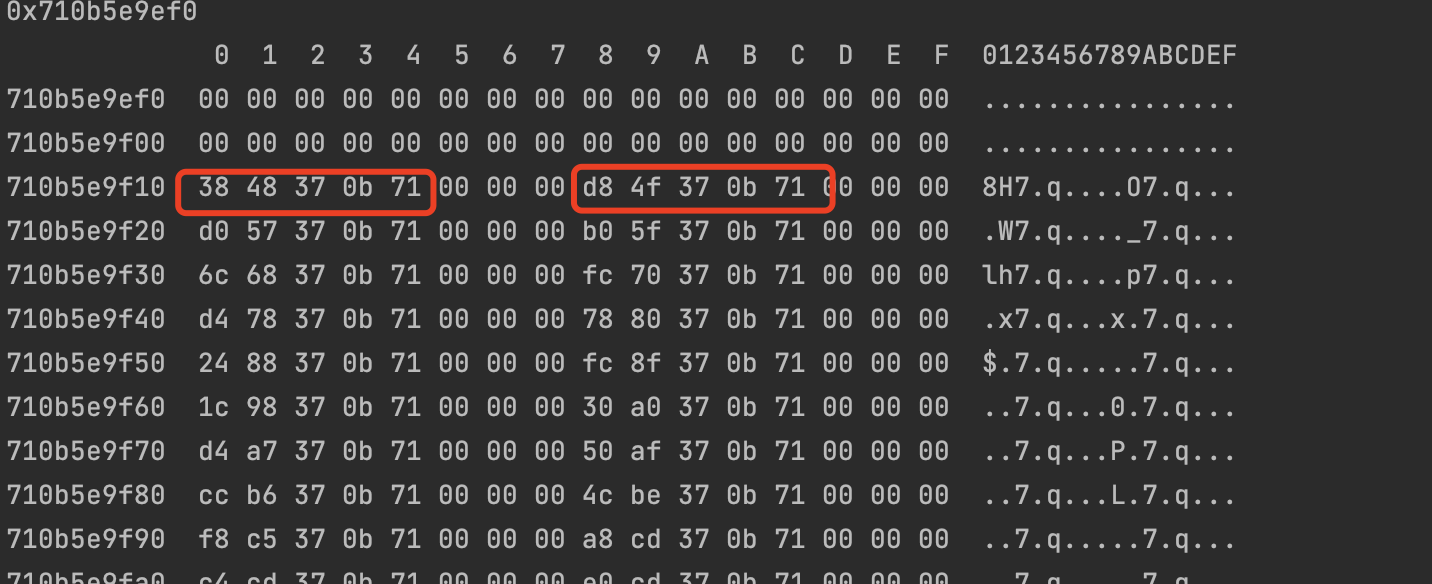 0x710b5e9ef0
0 1 2 3 4 5 6 7 8 9 A B C D E F 0123456789ABCDEF
710b5e9ef0 00 00 00 00 00 00 00 00 00 00 00 00 00 00 00 00 ................
710b5e9f00 00 00 00 00 00 00 00 00 00 00 00 00 00 00 00 00 ................
710b5e9f10 38 48 37 0b 71 00 00 00 d8 4f 37 0b 71 00 00 00 8H7.q....O7.q...
710b5e9f20 d0 57 37 0b 71 00 00 00 b0 5f 37 0b 71 00 00 00 .W7.q...._7.q...
710b5e9f30 6c 68 37 0b 71 00 00 00 fc 70 37 0b 71 00 00 00 lh7.q....p7.q...
710b5e9f40 d4 78 37 0b 71 00 00 00 78 80 37 0b 71 00 00 00 .x7.q...x.7.q...
710b5e9f50 24 88 37 0b 71 00 00 00 fc 8f 37 0b 71 00 00 00 $.7.q.....7.q...
710b5e9f60 1c 98 37 0b 71 00 00 00 30 a0 37 0b 71 00 00 00 ..7.q...0.7.q...
710b5e9f70 d4 a7 37 0b 71 00 00 00 50 af 37 0b 71 00 00 00 ..7.q...P.7.q...
710b5e9f80 cc b6 37 0b 71 00 00 00 4c be 37 0b 71 00 00 00 ..7.q...L.7.q...
710b5e9f90 f8 c5 37 0b 71 00 00 00 a8 cd 37 0b 71 00 00 00 ..7.q.....7.q...
710b5e9fa0 c4 cd 37 0b 71 00 00 00 e0 cd 37 0b 71 00 00 00 ..7.q.....7.q...